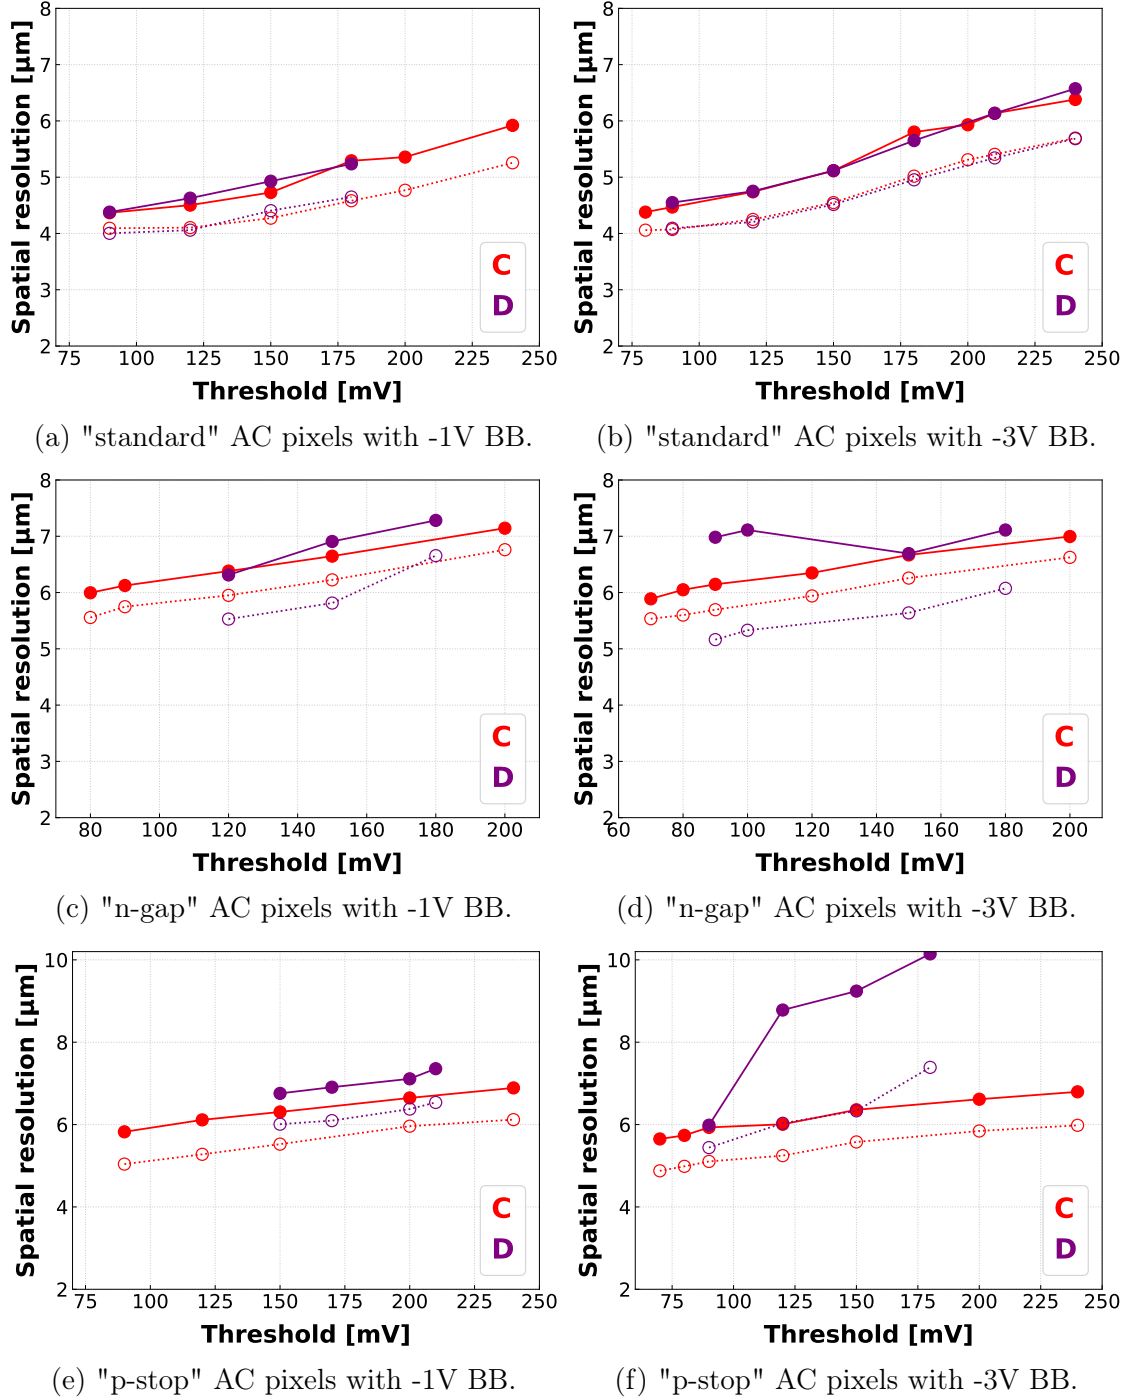 8
7
6
5
4
3
2
75 100 125 150 175 200 225 250
Spatial resolution [µm]
Threshold [mV]
C
D
(a) "standard" AC pixels with -1V BB.
8
7
6
5
4
3
2
75 100 125 150 175 200 225 250
Spatial resolution [µm]
Threshold [mV]
C
D
(b) "standard" AC pixels with -3V BB.
8
7
6
5
4
3
2
80 100 120 140 160 180 200
Spatial resolution [µm]
Threshold [mV]
C
D
(c) "n-gap" AC pixels with -1V BB.
8
7
6
5
4
3
2
60 80 100 120 140 160 180 200
Spatial resolution [µm]
Threshold [mV]
C
D
(d) "n-gap" AC pixels with -3V BB.
10
8
6
4
2
75 100 125 150 175 200 225 250
Spatial resolution [µm]
Threshold [mV]
C
D
(e) "p-stop" AC pixels with -1V BB.
10
8
6
4
2
75 100 125 150 175 200 225 250
Spatial resolution [µm]
Threshold [mV]
C
D
(f) "p-stop" AC pixels with -3V BB.